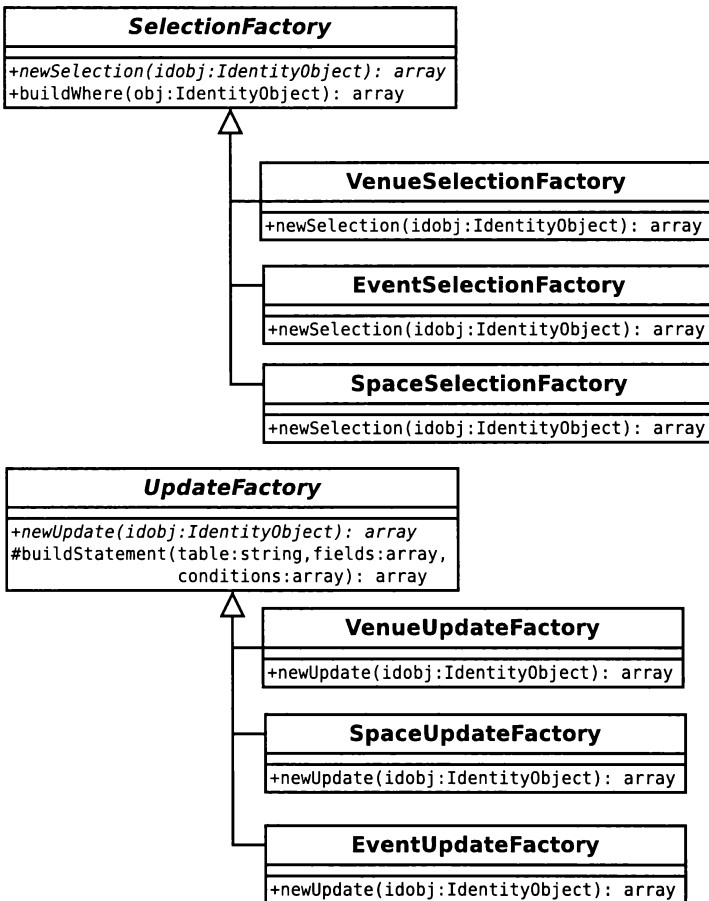 SelectionFactory
+newSelection(idobj:IdentityObject): array
+buildWhere(obj:IdentityObject): array
VenueSelectionFactory
+newSelection(idobj:IdentityObject): array
EventSelectionFactory
+newSelection(idobj:IdentityObject): array
SpaceSelectionFactory
+newSelection(idobj:IdentityObject): array
UpdateFactory
+newUpdate(idobj:IdentityObject): array
#buildStatement(table:string,fields:array,
conditions:array): array
VenueUpdateFactory
+newUpdate(idobj:IdentityObject): array
SpaceUpdateFactory
+newUpdate(idobj:IdentityObject): array
EventUpdateFactory
+newUpdate(idobj:IdentityObject): array